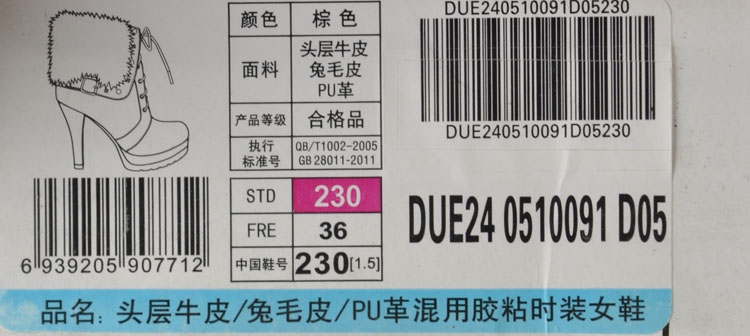 颜色 棕色
面料 头层牛皮
兔毛皮
PU革
产品等级 合格品
执行标准号 QB/T1002-2005
GB 28011-2011
STD 230
FRE 36
中国鞋号 230[1.5]
6 939205 907712
DUE240510091D05230
DUE240510091D05230
DUE24 0510091 D05
品名: 头层牛皮/兔毛皮/PU革混用胶粘时装女鞋